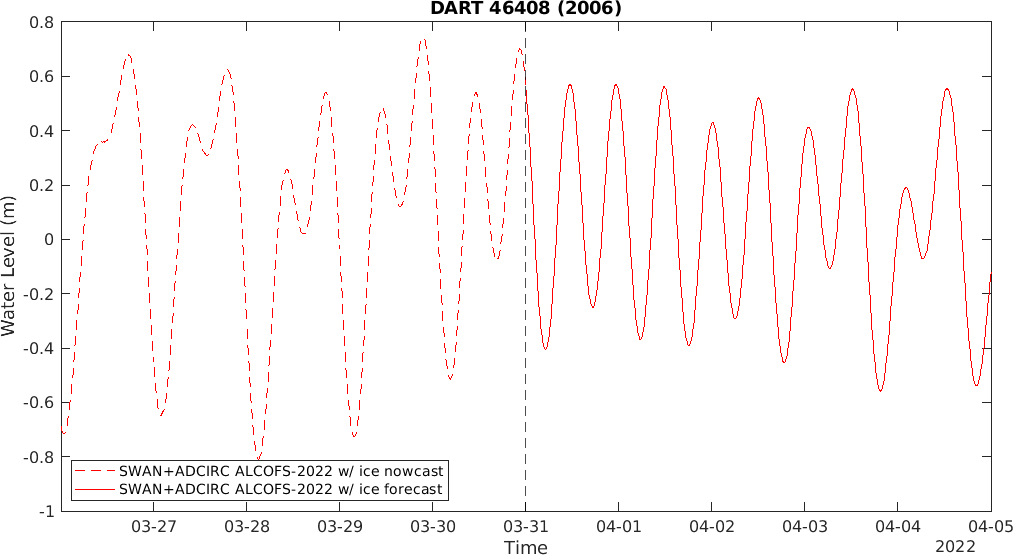 DART 46408 (2006)
0.8
0.6
0.4
0.2
0
-0.2
-0.4
-0.6
-0.8
-1
Water Level (m)
SWAN+ADCIRC ALCOFS-2022 w/ ice nowcast
SWAN+ADCIRC ALCOFS-2022 w/ ice forecast
03-27 03-28 03-29 03-30 03-31 04-01 04-02 04-03 04-04 04-05
Time
2022